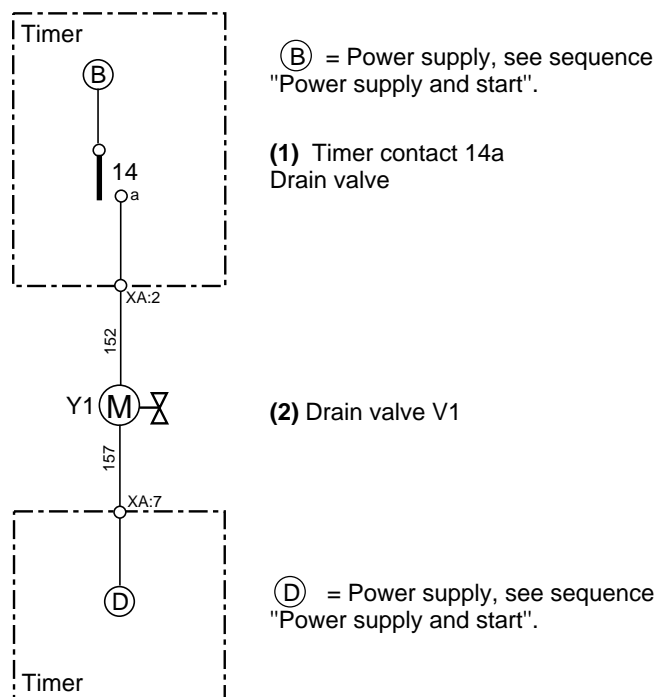 Timer
B
B = Power supply, see sequence
"Power supply and start".
(1) Timer contact 14a
Drain valve
14
a
XA:2
152
Y1 M
(2) Drain valve V1
157
XA:7
D
D = Power supply, see sequence
"Power supply and start".
Timer